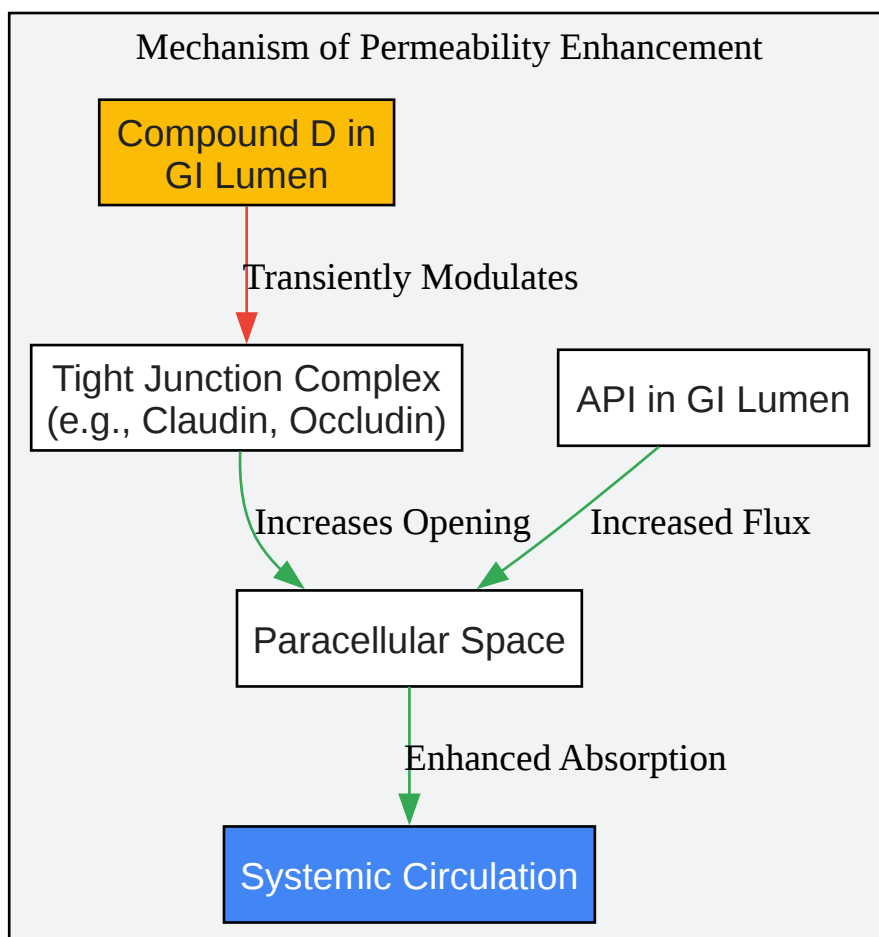 Mechanism of Permeability Enhancement
Compound D in
GI Lumen
Transiently Modulates
Tight Junction Complex
(e.g., Claudin, Occludin)
API in GI Lumen
Increases Opening
Increased Flux
Paracellular Space
Enhanced Absorption
Systemic Circulation